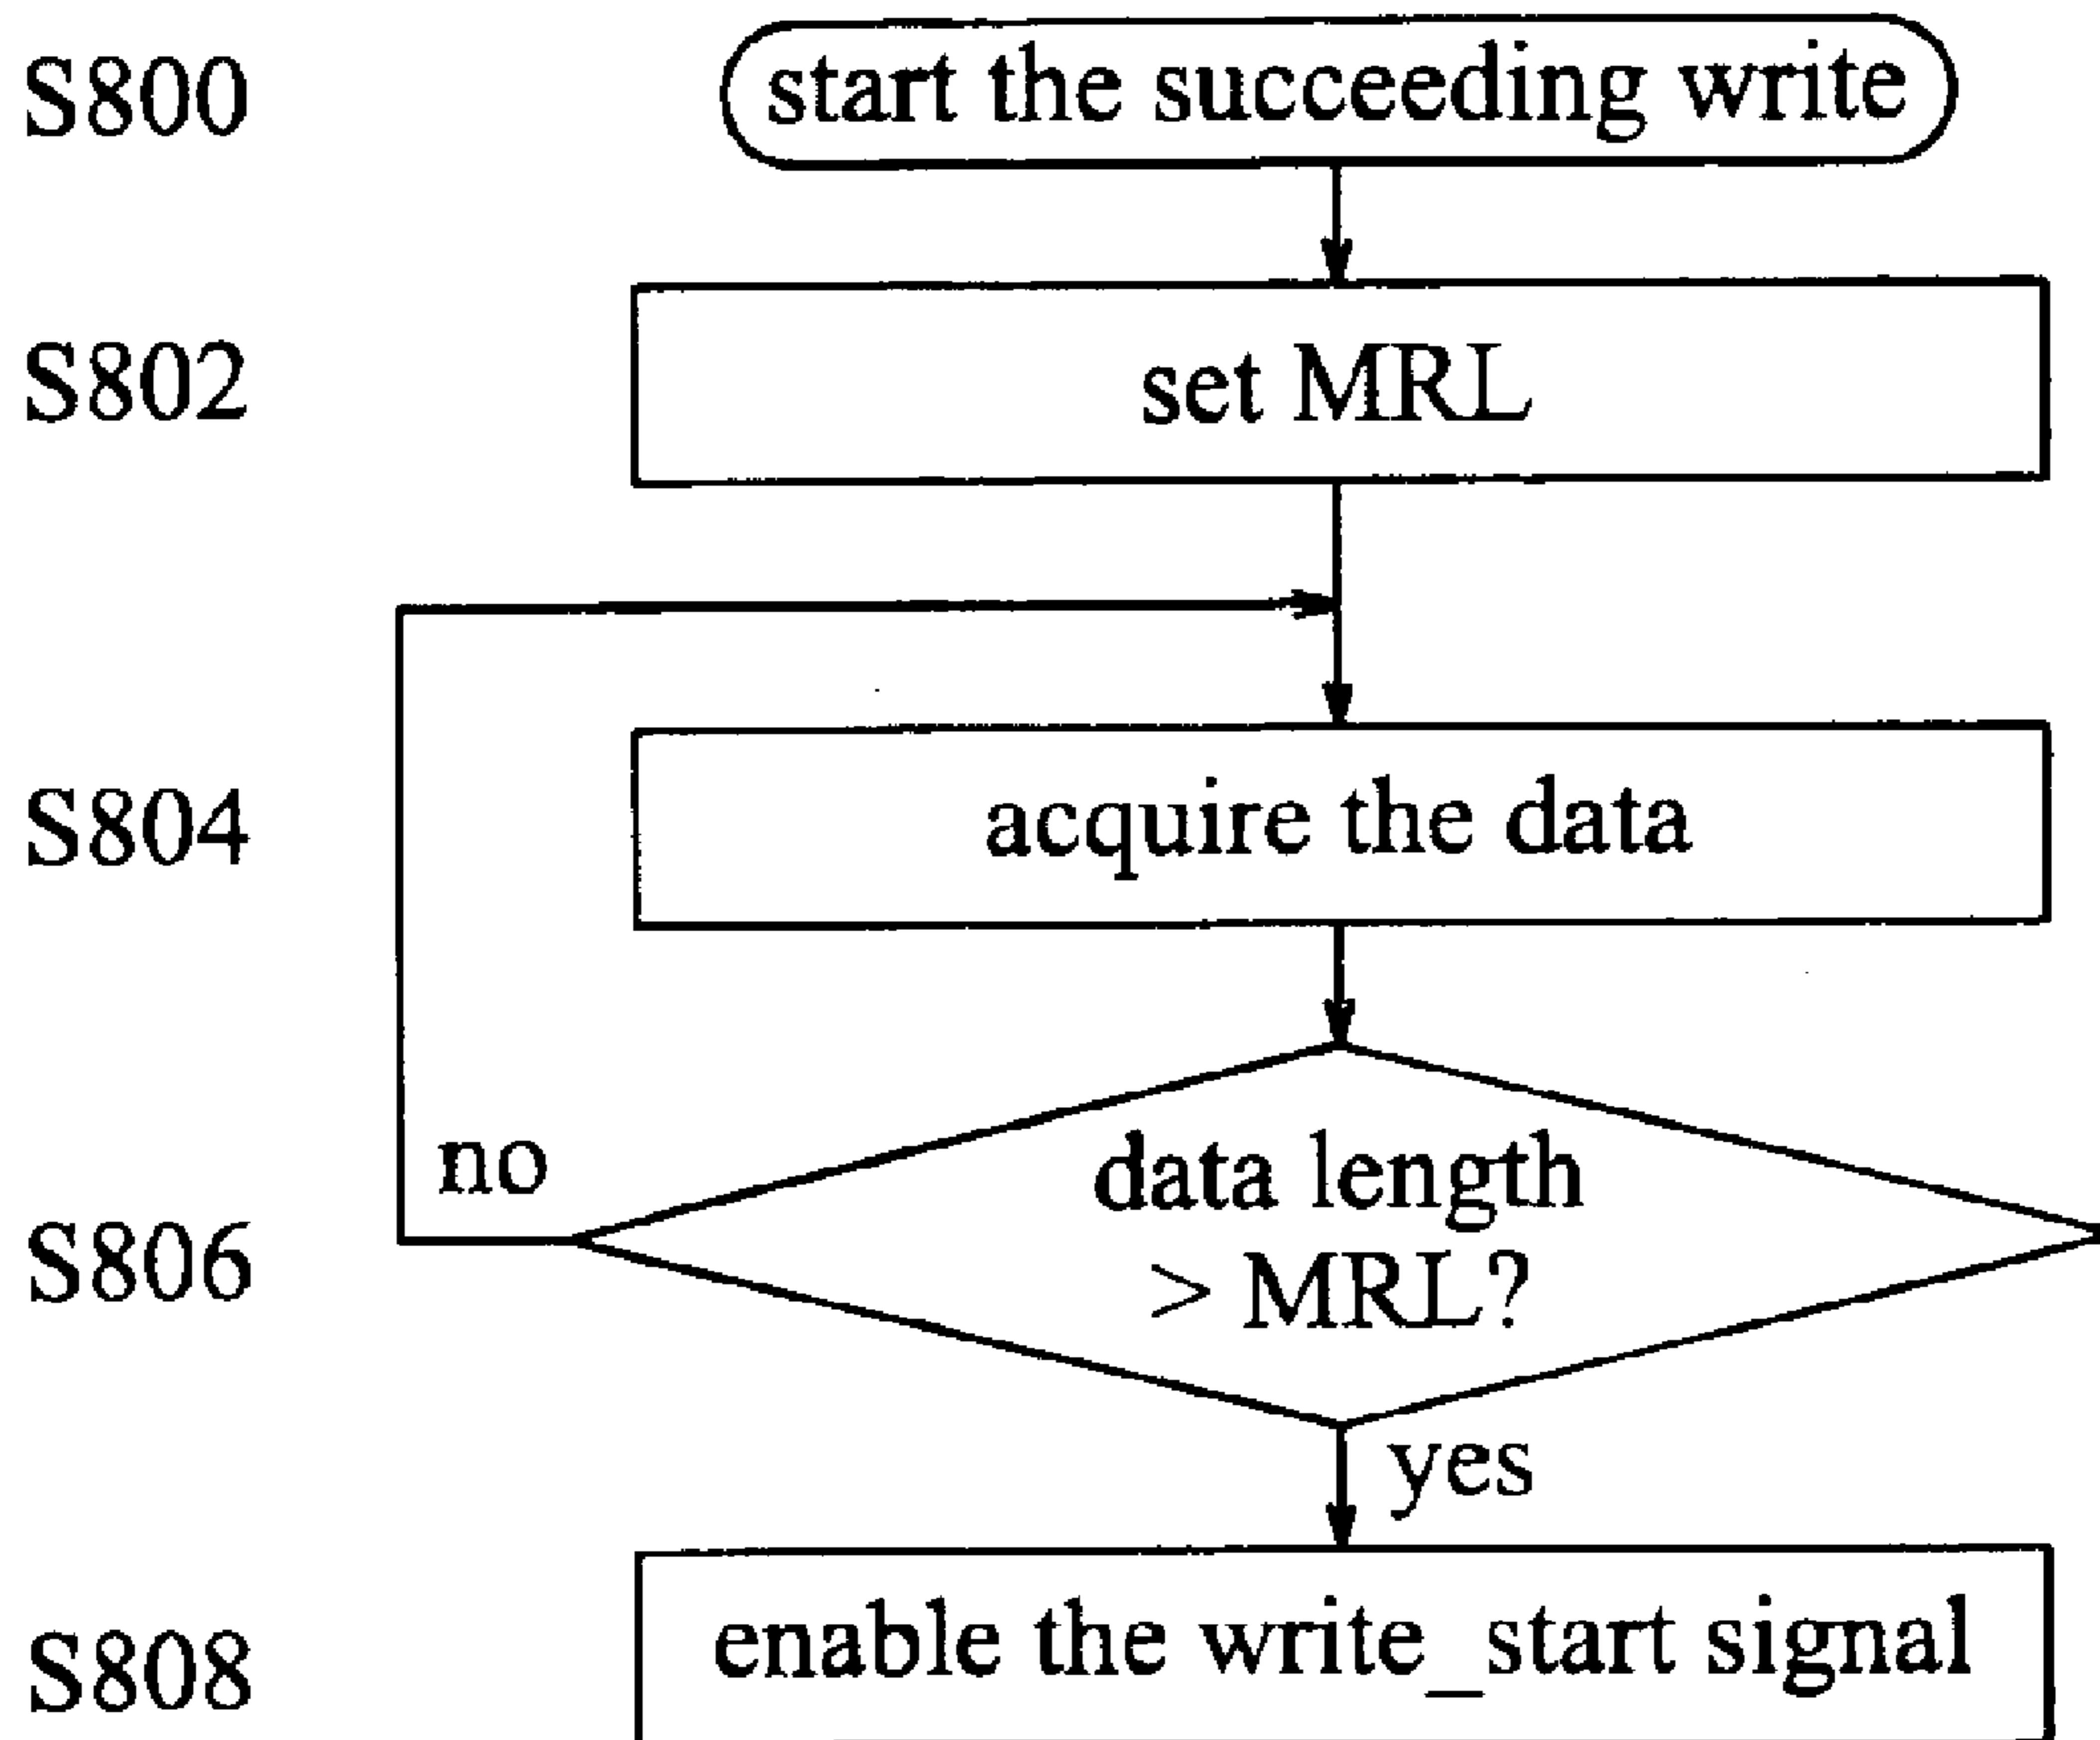 S800
start the succeeding write
S802
set MRL
S804
acquire the data
no
data length
S806
> MRL?
yes
S808
enable the write_start signal